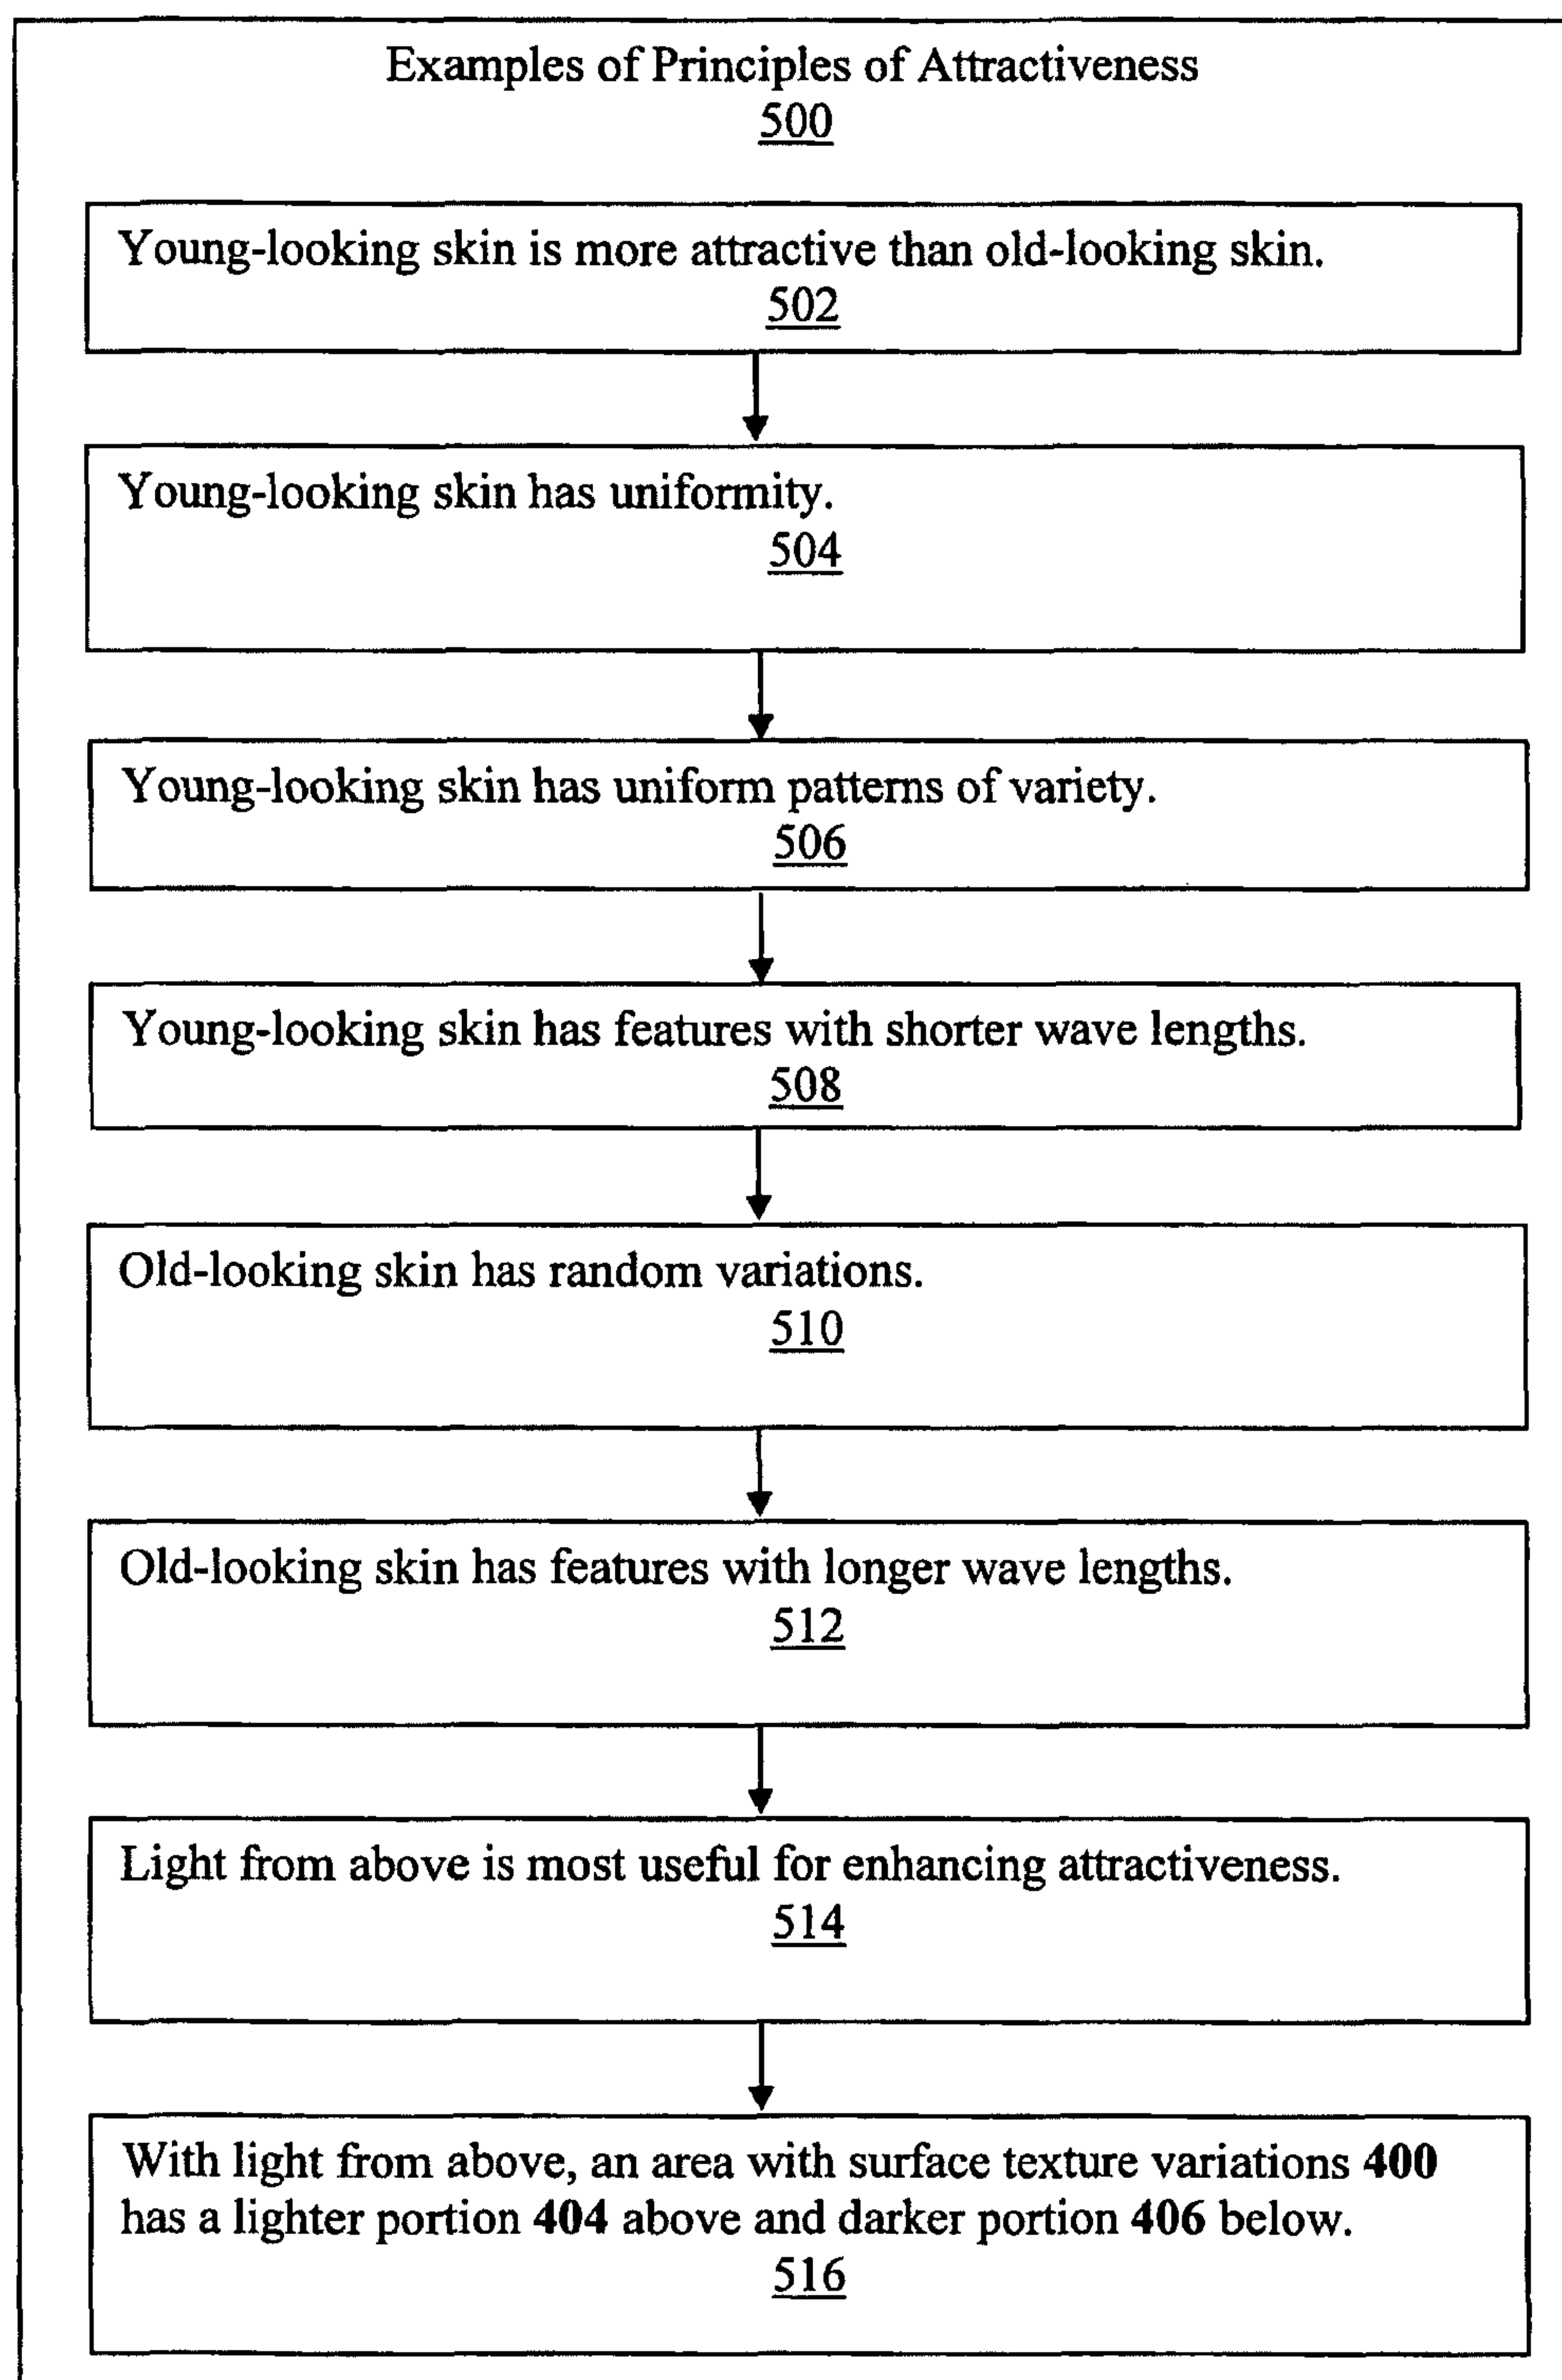 Examples of Principles of Attractiveness
500
Young-looking skin is more attractive than old-looking skin.
502
Young-looking skin has uniformity.
504
Young-looking skin has uniform patterns of variety.
506
Young-looking skin has features with shorter wave lengths.
508
Old-looking skin has random variations.
510
Old-looking skin has features with longer wave lengths.
512
Light from above is most useful for enhancing attractiveness.
514
With light from above, an area with surface texture variations 400
has a lighter portion 404 above and darker portion 406 below.
516